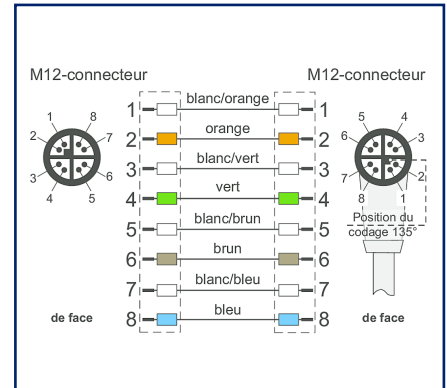 M12-connecteur
M12-connecteur
1 8
2 7
3 6
4 5
1 blanc/orange 1
2 orange 2
3 blanc/vert 3
4 vert 4
5 blanc/brun 5
6 brun 6
7 blanc/bleu 7
8 bleu 8
5 4
6 3
7 2
8 1
Position du
codage 135°
de face
de face